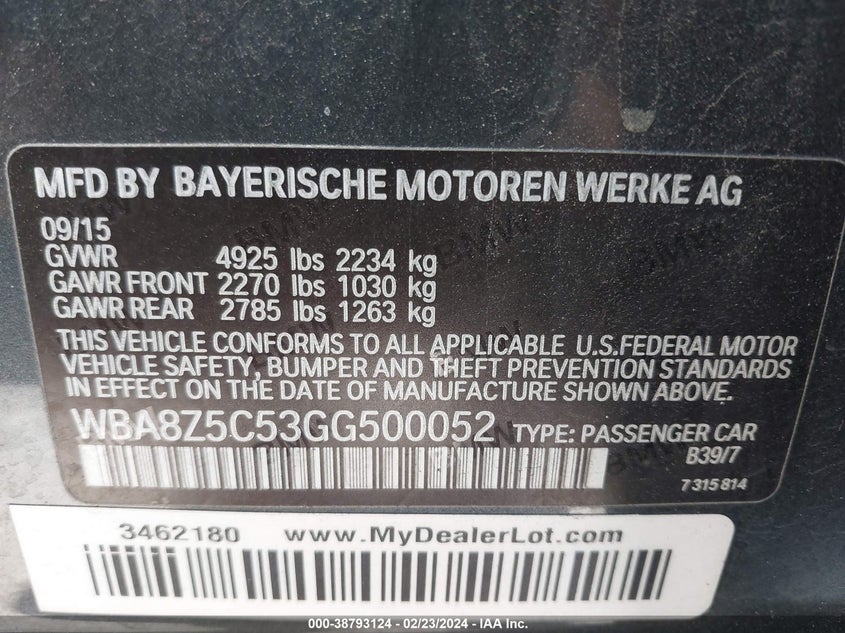 MFD BY BAYERISCHE MOTOREN WERKE AG
09/15
GVWR 4925 lbs 2234 kg
GAWR FRONT 2270 lbs 1030 kg
GAWR REAR 2785 lbs 1263 kg
THIS VEHICLE CONFORMS TO ALL APPLICABLE U.S.FEDERAL MOTOR
VEHICLE SAFETY, BUMPER AND THEFT PREVENTION STANDARDS
IN EFFECT ON THE DATE OF MANUFACTURE SHOWN ABOVE.
WBA8Z5C53GG500052 TYPE: PASSENGER CAR
B39/7
7 315 814
3462180 www.MyDealerLot.com
000-38793124 - 02/23/2024 - IAA Inc.